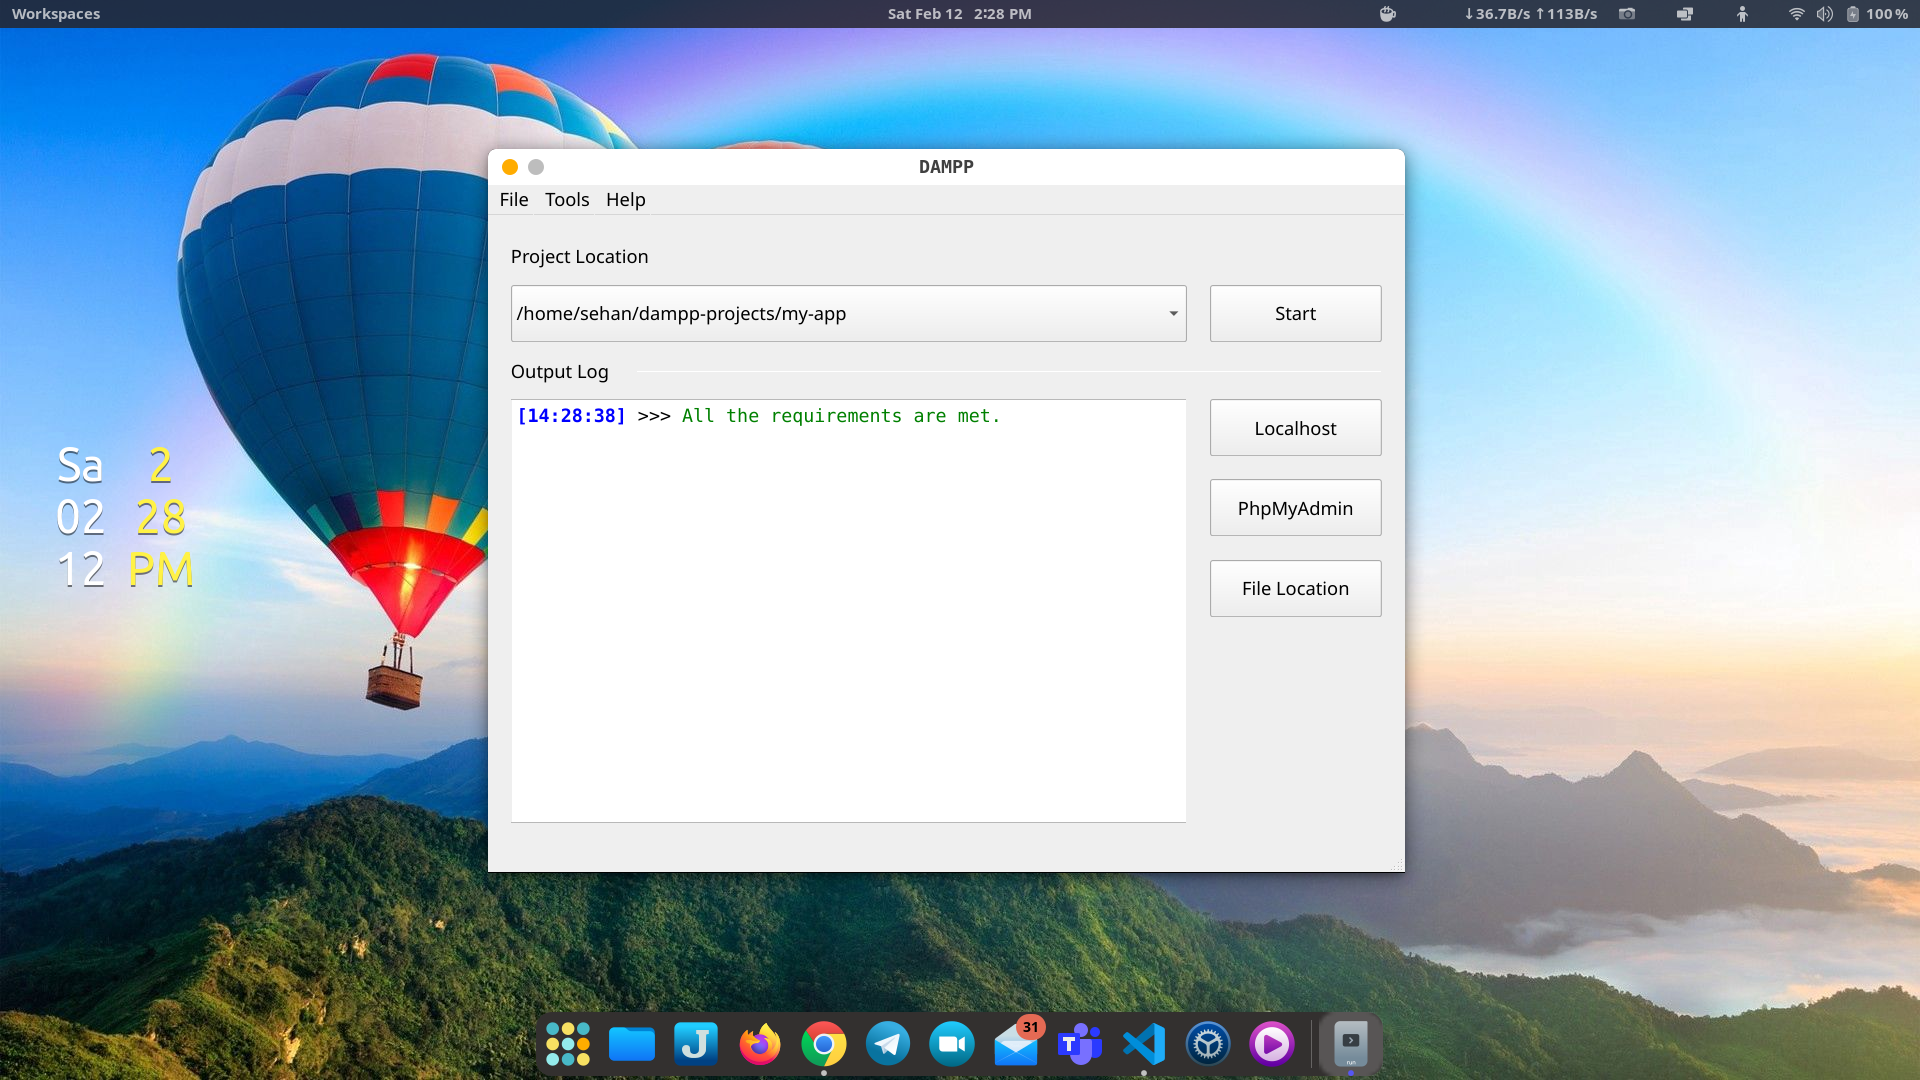 Workspaces
Sat Feb 12 2:28 PM
↓36.7B/s ↑113B/s
100 %
DAMPP
File Tools Help
Project Location
/home/sehan/dampp-projects/my-app
Start
Output Log
[14:28:38] >>> All the requirements are met.
Localhost
PhpMyAdmin
File Location
Sa 2
02 28
12 PM
J
31
T
run